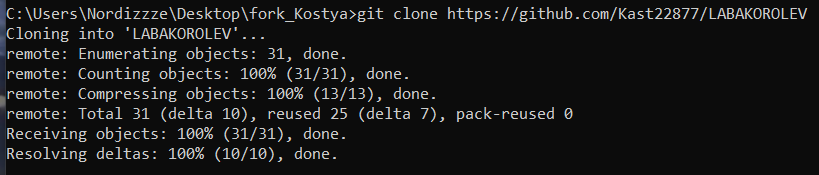 C:\Users\Nordizzze\Desktop\fork_Kostya>git clone https://github.com/Kast22877/LABAKOROLEV
Cloning into 'LABAKOROLEV'...
remote: Enumerating objects: 31, done.
remote: Counting objects: 100% (31/31), done.
remote: Compressing objects: 100% (13/13), done.
remote: Total 31 (delta 10), reused 25 (delta 7), pack-reused 0
Receiving objects: 100% (31/31), done.
Resolving deltas: 100% (10/10), done.